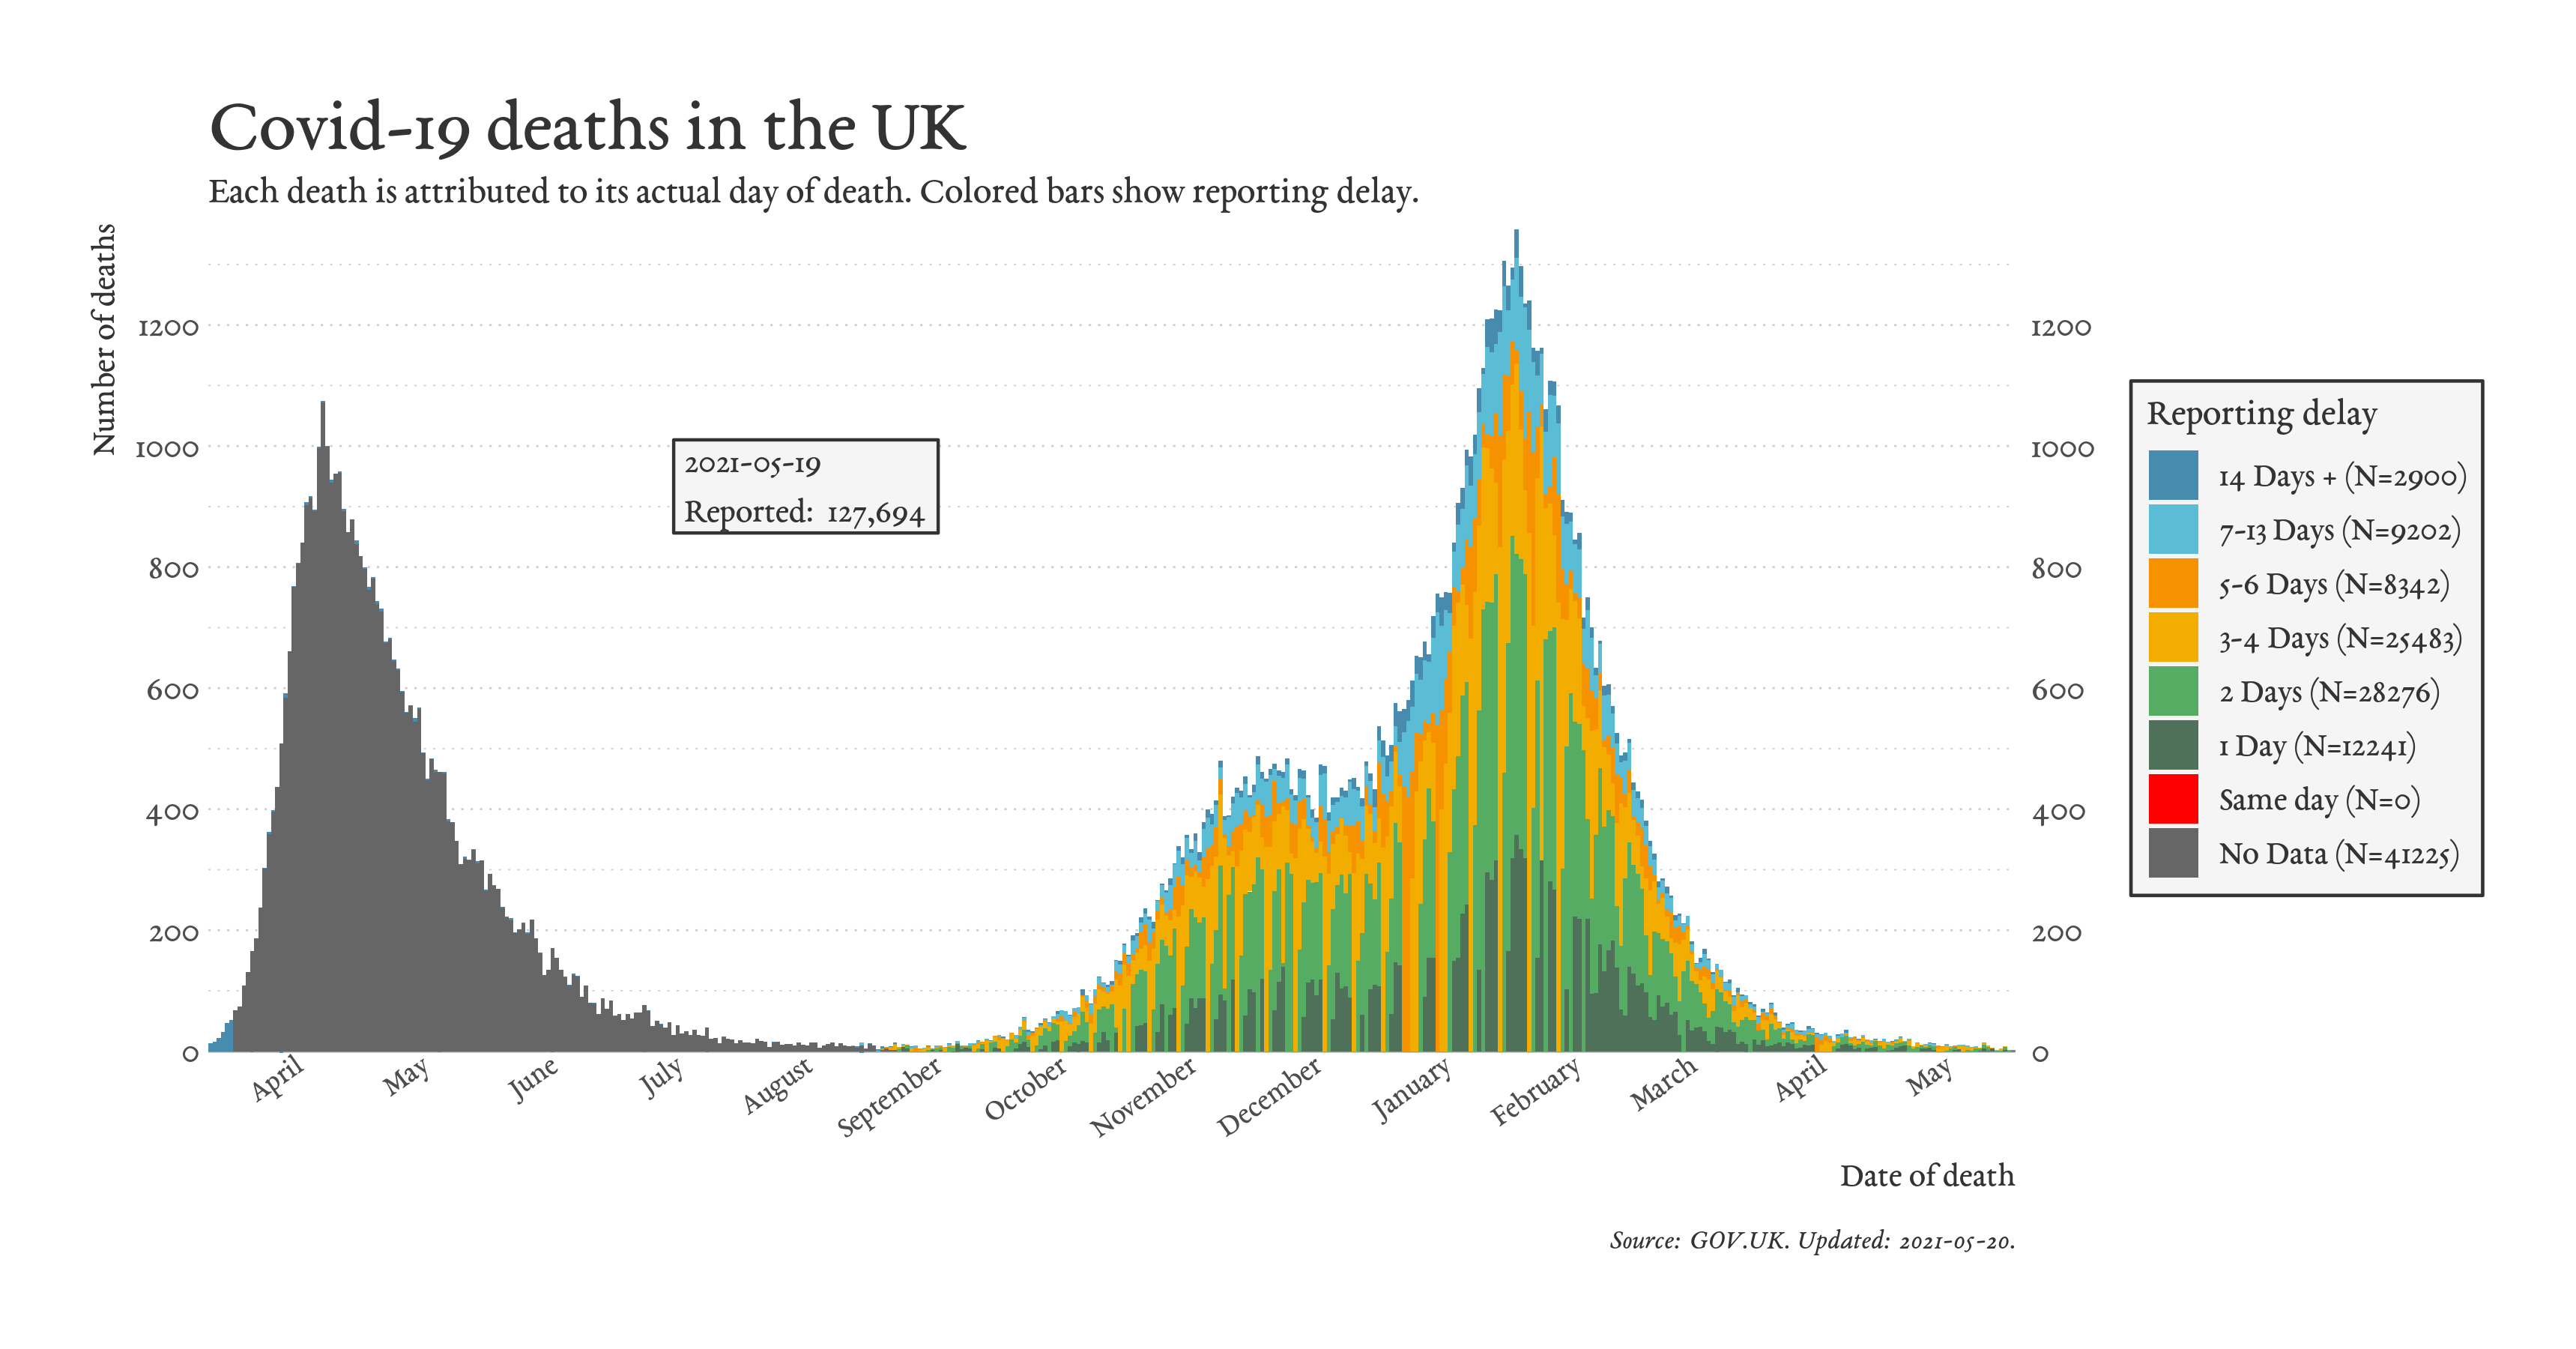 Covid-19 deaths in the UK
Each death is attributed to its actual day of death. Colored bars show reporting delay.
Number of deaths
1200
1000
800
600
400
200
0
2021-05-19
Reported: 127,694
1200
1000
800
600
400
200
0
April
May
June
July
August
September
October
November
December
January
February
March
April
May
Date of death
Reporting delay
14 Days + (N=2900)
7-13 Days (N=9202)
5-6 Days (N=8342)
3-4 Days (N=25483)
2 Days (N=28276)
1 Day (N=12241)
Same day (N=0)
No Data (N=41225)
Source: GOV.UK. Updated: 2021-05-20.